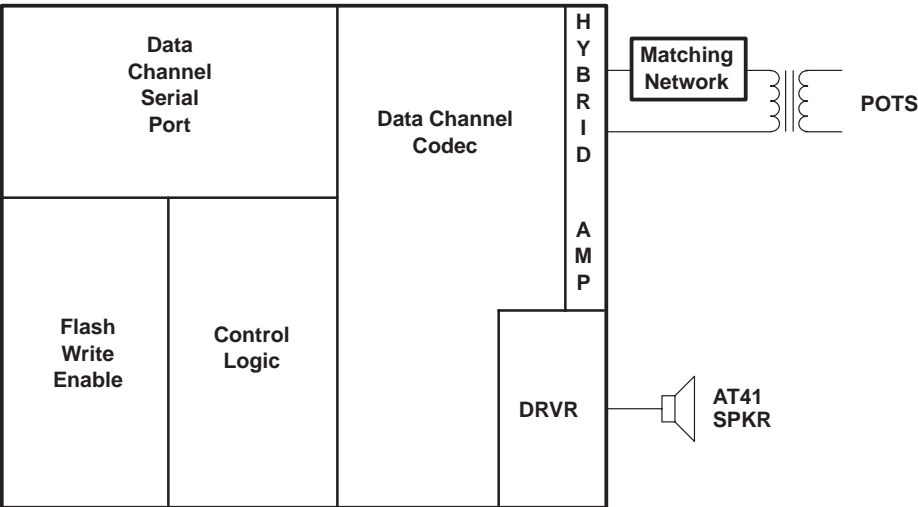 Data
Channel
Serial
Port
Data Channel
Codec
H
Y
B
R
I
D
A
M
P
Matching
Network
POTS
Flash
Write
Enable
Control
Logic
DRVR
AT41
SPKR